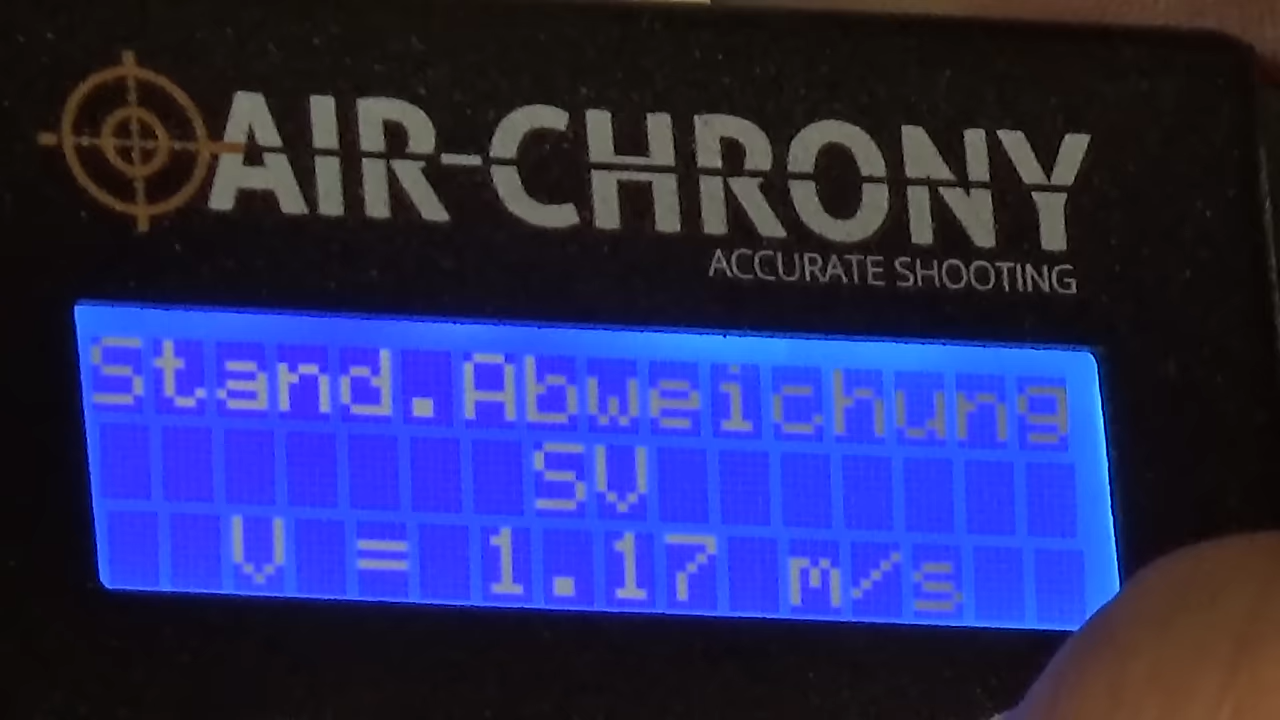 AIR-CHRONY
ACCURATE SHOOTING
Stand.Abweichung
SV
V = 1.17 m/s